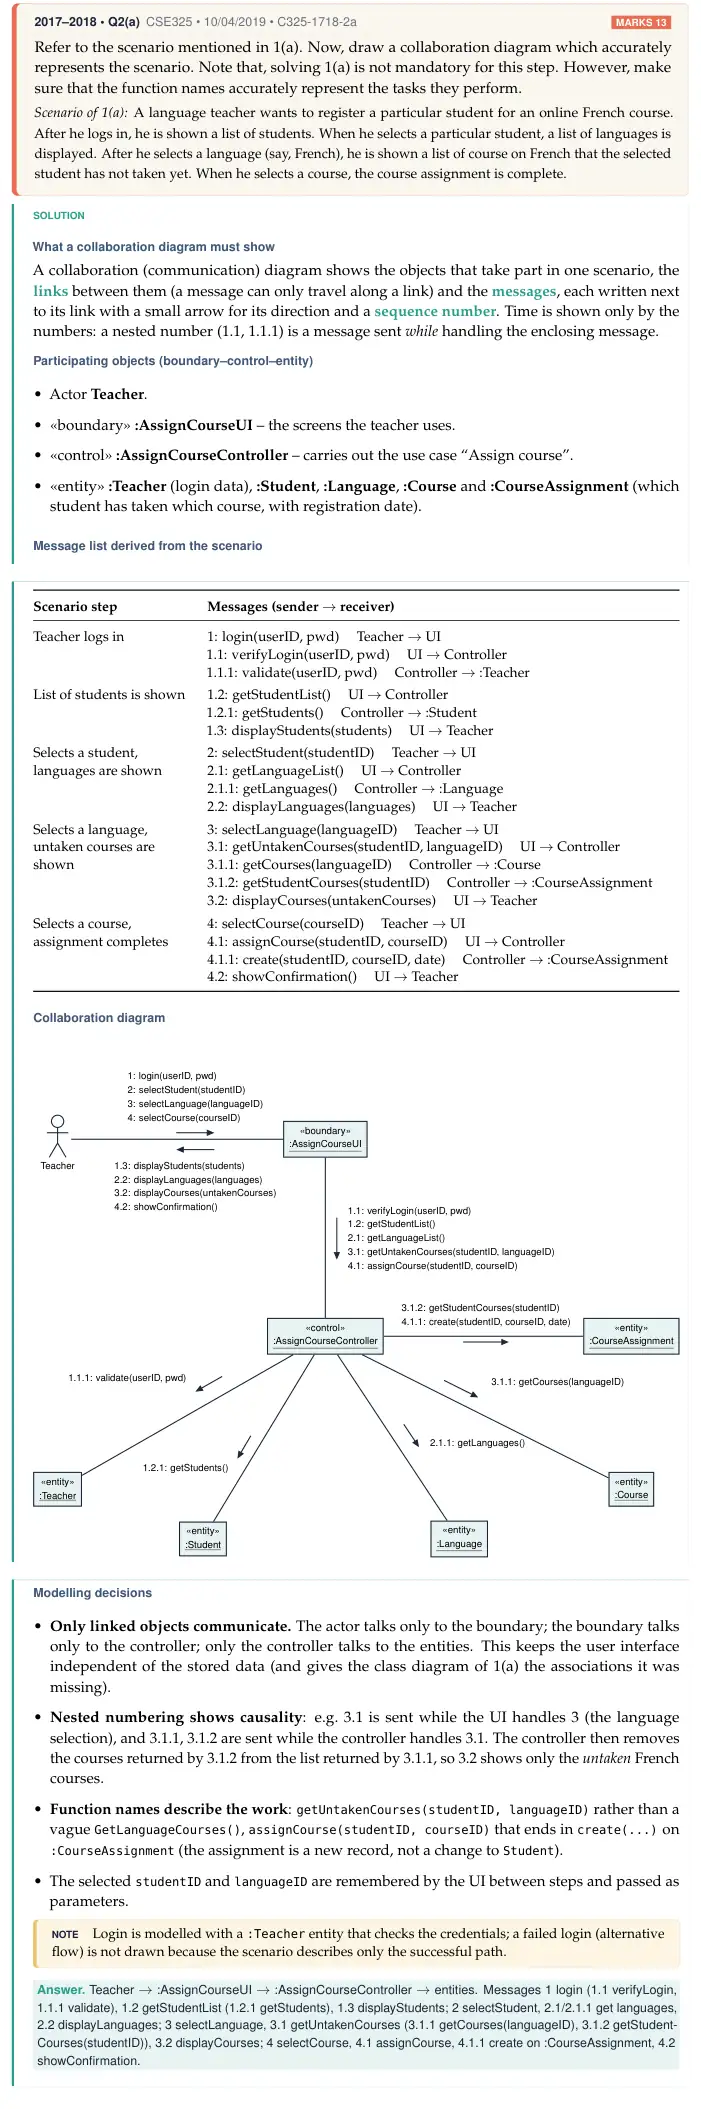 2017–2018 • Q2(a) CSE325 • 10/04/2019 • C325-1718-2a MARKS 13
Refer to the scenario mentioned in 1(a). Now, draw a collaboration diagram which accurately
represents the scenario. Note that, solving 1(a) is not mandatory for this step. However, make
sure that the function names accurately represent the tasks they perform.
Scenario of 1(a): A language teacher wants to register a particular student for an online French course.
After he logs in, he is shown a list of students. When he selects a particular student, a list of languages is
displayed. After he selects a language (say, French), he is shown a list of course on French that the selected
student has not taken yet. When he selects a course, the course assignment is complete.
SOLUTION
What a collaboration diagram must show
A collaboration (communication) diagram shows the objects that take part in one scenario, the
links between them (a message can only travel along a link) and the messages, each written next
to its link with a small arrow for its direction and a sequence number. Time is shown only by the
numbers: a nested number (1.1, 1.1.1) is a message sent while handling the enclosing message.
Participating objects (boundary–control–entity)
• Actor Teacher.
• «boundary» :AssignCourseUI – the screens the teacher uses.
• «control» :AssignCourseController – carries out the use case “Assign course”.
• «entity» :Teacher (login data), :Student, :Language, :Course and :CourseAssignment (which
student has taken which course, with registration date).
Message list derived from the scenario
Scenario step Messages (sender → receiver)
Teacher logs in 1: login(userID, pwd) Teacher → UI
1.1: verifyLogin(userID, pwd) UI → Controller
1.1.1: validate(userID, pwd) Controller → :Teacher
List of students is shown 1.2: getStudentList() UI → Controller
1.2.1: getStudents() Controller → :Student
1.3: displayStudents(students) UI → Teacher
Selects a student, 2: selectStudent(studentID) Teacher → UI
languages are shown 2.1: getLanguageList() UI → Controller
2.1.1: getLanguages() Controller → :Language
2.2: displayLanguages(languages) UI → Teacher
Selects a language, 3: selectLanguage(languageID) Teacher → UI
untaken courses are 3.1: getUntakenCourses(studentID, languageID) UI → Controller
shown 3.1.1: getCourses(languageID) Controller → :Course
3.1.2: getStudentCourses(studentID) Controller → :CourseAssignment
3.2: displayCourses(untakenCourses) UI → Teacher
Selects a course, 4: selectCourse(courseID) Teacher → UI
assignment completes 4.1: assignCourse(studentID, courseID) UI → Controller
4.1.1: create(studentID, courseID, date) Controller → :CourseAssignment
4.2: showConfirmation() UI → Teacher
Collaboration diagram
1: login(userID, pwd)
2: selectStudent(studentID)
3: selectLanguage(languageID)
4: selectCourse(courseID)
«boundary»
:AssignCourseUI
Teacher
1.3: displayStudents(students)
2.2: displayLanguages(languages)
3.2: displayCourses(untakenCourses)
4.2: showConfirmation()
1.1: verifyLogin(userID, pwd)
1.2: getStudentList()
2.1: getLanguageList()
3.1: getUntakenCourses(studentID, languageID)
4.1: assignCourse(studentID, courseID)
3.1.2: getStudentCourses(studentID)
4.1.1: create(studentID, courseID, date)
«control»
:AssignCourseController
«entity»
:CourseAssignment
1.1.1: validate(userID, pwd)
3.1.1: getCourses(languageID)
2.1.1: getLanguages()
1.2.1: getStudents()
«entity»
:Teacher
«entity»
:Course
«entity»
:Student
«entity»
:Language
Modelling decisions
• Only linked objects communicate. The actor talks only to the boundary; the boundary talks
only to the controller; only the controller talks to the entities. This keeps the user interface
independent of the stored data (and gives the class diagram of 1(a) the associations it was
missing).
• Nested numbering shows causality: e.g. 3.1 is sent while the UI handles 3 (the language
selection), and 3.1.1, 3.1.2 are sent while the controller handles 3.1. The controller then removes
the courses returned by 3.1.2 from the list returned by 3.1.1, so 3.2 shows only the untaken French
courses.
• Function names describe the work: getUntakenCourses(studentID, languageID) rather than a
vague GetLanguageCourses(), assignCourse(studentID, courseID) that ends in create(...) on
:CourseAssignment (the assignment is a new record, not a change to Student).
• The selected studentID and languageID are remembered by the UI between steps and passed as
parameters.
NOTE Login is modelled with a :Teacher entity that checks the credentials; a failed login (alternative
flow) is not drawn because the scenario describes only the successful path.
Answer. Teacher → :AssignCourseUI → :AssignCourseController → entities. Messages 1 login (1.1 verifyLogin,
1.1.1 validate), 1.2 getStudentList (1.2.1 getStudents), 1.3 displayStudents; 2 selectStudent, 2.1/2.1.1 get languages,
2.2 displayLanguages; 3 selectLanguage, 3.1 getUntakenCourses (3.1.1 getCourses(languageID), 3.1.2 getStudent-
Courses(studentID)), 3.2 displayCourses; 4 selectCourse, 4.1 assignCourse, 4.1.1 create on :CourseAssignment, 4.2
showConfirmation.